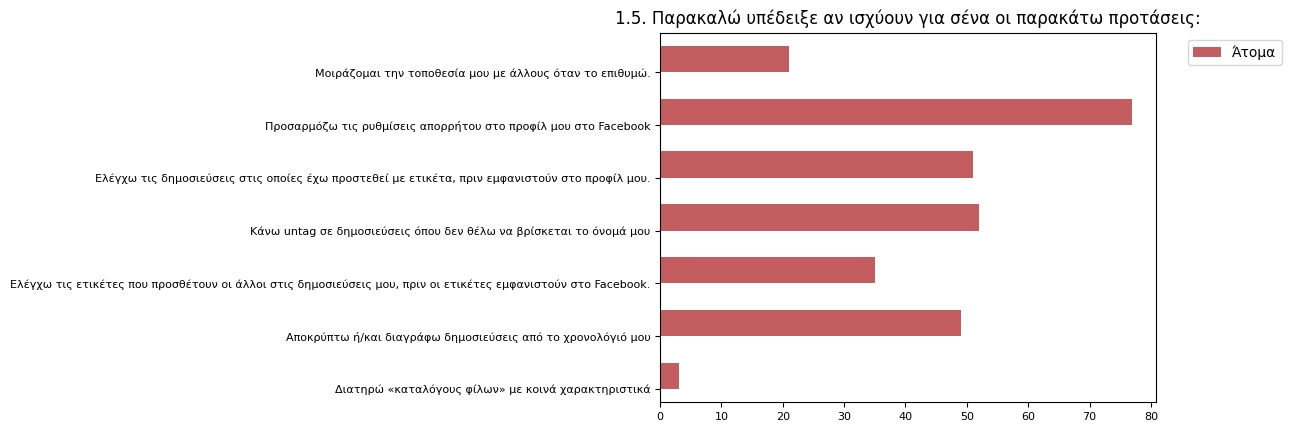 1.5. Παρακαλώ υπέδειξε αν ισχύουν για σένα οι παρακάτω προτάσεις:
Άτομα
Μοιράζομαι την τοποθεσία μου με άλλους όταν το επιθυμώ.
Προσαρμόζω τις ρυθμίσεις απορρήτου στο προφίλ μου στο Facebook
Ελέγχω τις δημοσιεύσεις στις οποίες έχω προστεθεί με ετικέτα, πριν εμφανιστούν στο προφίλ μου.
Κάνω untag σε δημοσιεύσεις όπου δεν θέλω να βρίσκεται το όνομά μου
Ελέγχω τις ετικέτες που προσθέτουν οι άλλοι στις δημοσιεύσεις μου, πριν οι ετικέτες εμφανιστούν στο Facebook.
Αποκρύπτω ή/και διαγράφω δημοσιεύσεις από το χρονολόγιό μου
Διατηρώ «καταλόγους φίλων» με κοινά χαρακτηριστικά
0 10 20 30 40 50 60 70 80